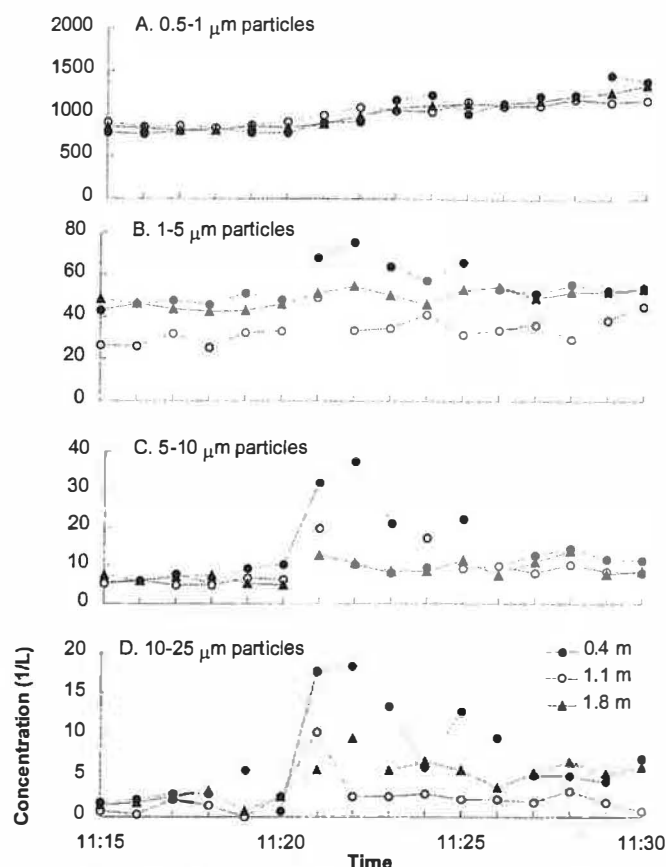 A. 0.5-1 μm particles
2000
1500
1000
500
0
B. 1-5 μm particles
80
60
40
20
0
C. 5-10 μm particles
40
30
20
10
0
D. 10-25 μm particles
20
15
10
5
0
0.4 m
1.1 m
1.8 m
Concentration (1/L)
11:15 11:20 11:25 11:30
Time